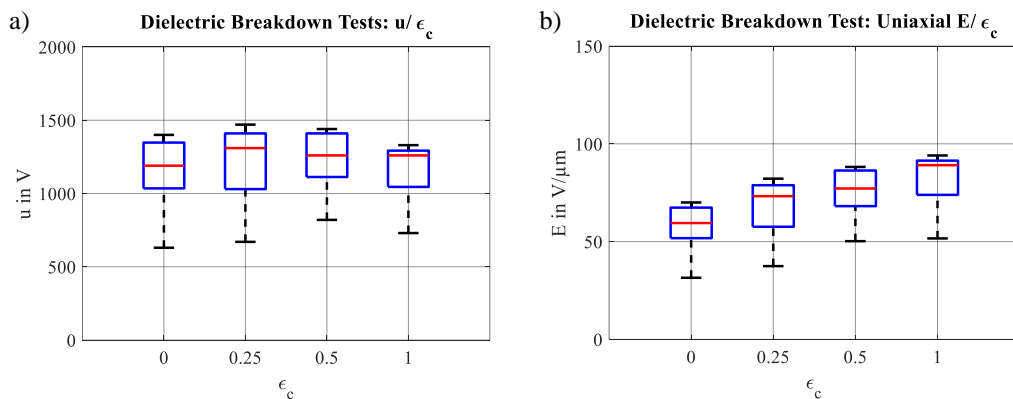 a)
Dielectric Breakdown Tests: u/ ϵc
2000
1500
1000
500
0
u in V
0 0.25 0.5 1
ϵc
b)
Dielectric Breakdown Test: Uniaxial E/ ϵc
150
100
50
0
E in V/μm
0 0.25 0.5 1
ϵc